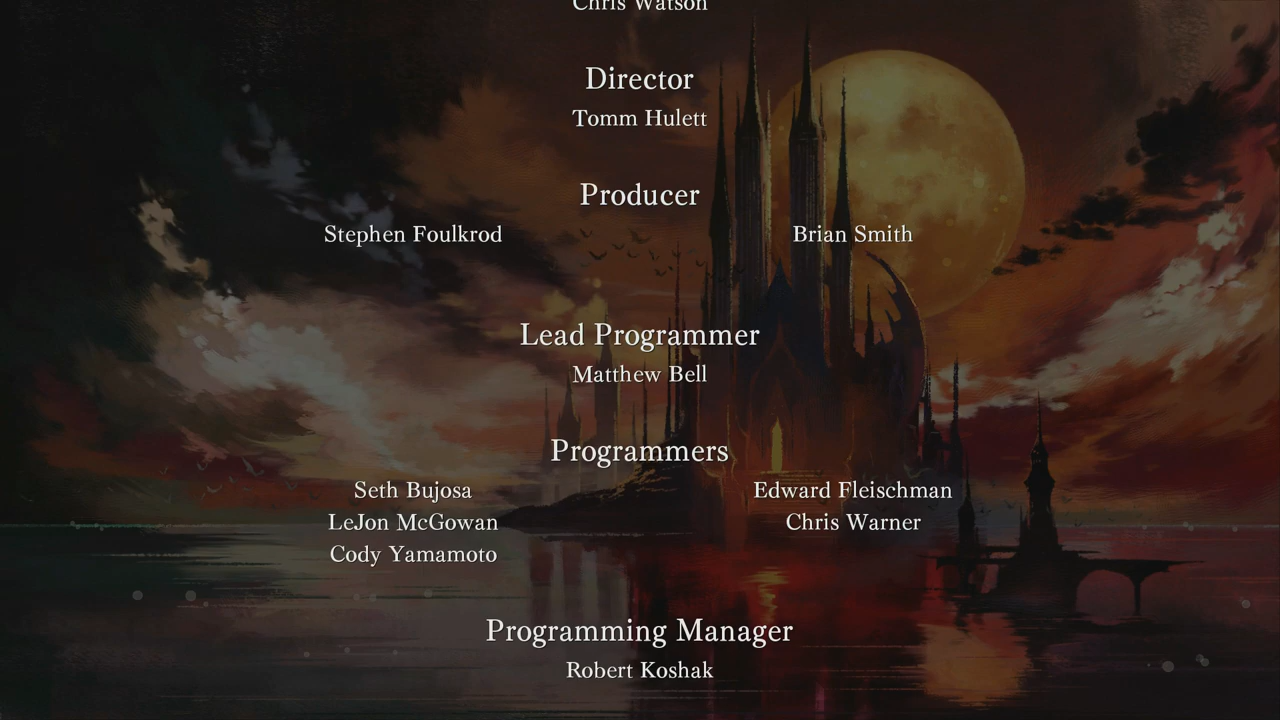 Chris Watson
Director
Tomm Hulett
Producer
Stephen Foulkrod Brian Smith
Lead Programmer
Matthew Bell
Programmers
Seth Bujosa Edward Fleischman
LeJon McGowan Chris Warner
Cody Yamamoto
Programming Manager
Robert Koshak